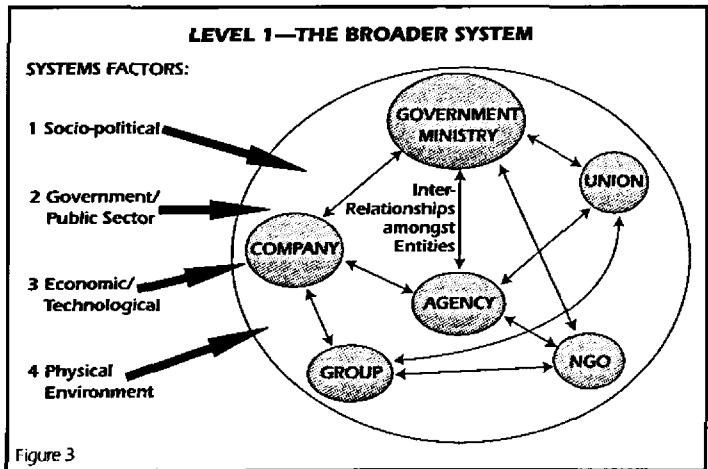 LEVEL 1—THE BROADER SYSTEM
SYSTEMS FACTORS:
1 Socio-political
2 Government/
Public Sector
3 Economic/
Technological
4 Physical
Environment
GOVERNMENT
MINISTRY
UNION
Inter-
Relationships
amongst
Entities
COMPANY
AGENCY
GROUP
NGO
Figure 3